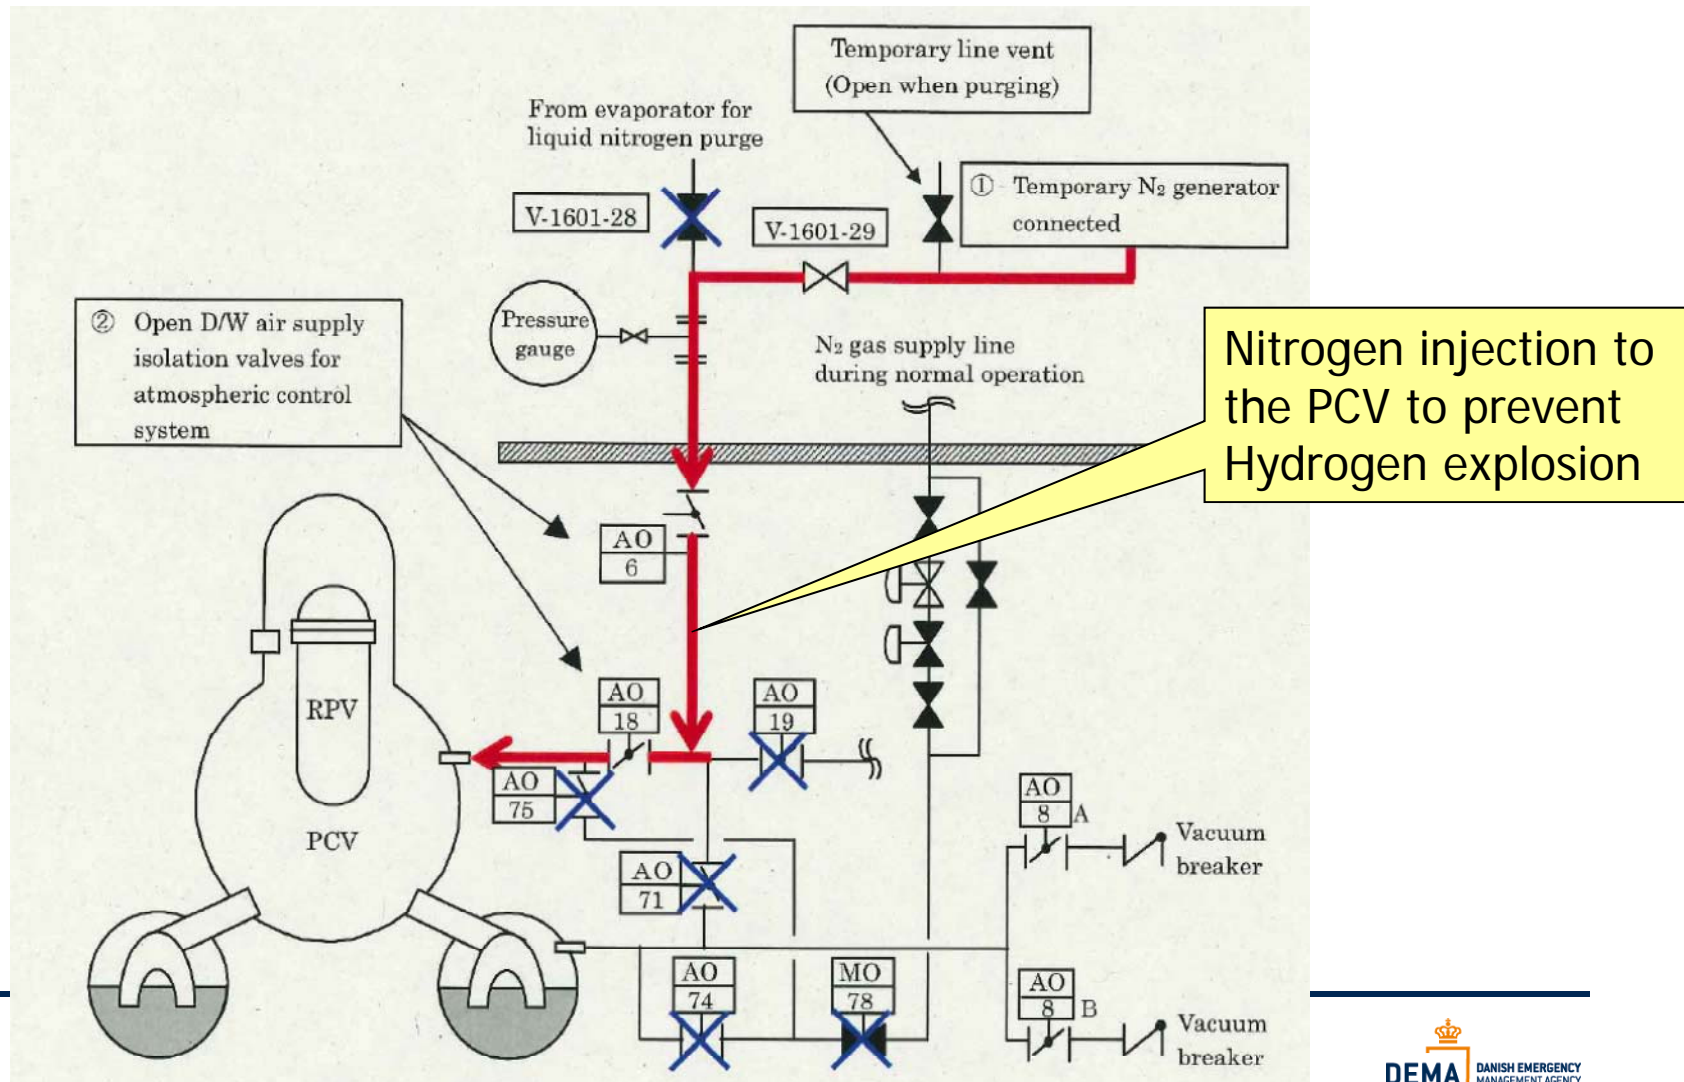 Temporary line vent
(Open when purging)
From evaporator for
liquid nitrogen purge
① Temporary N2 generator
connected
V-1601-28
V-1601-29
② Open D/W air supply
isolation valves for
atmospheric control
system
Pressure
gauge
N2 gas supply line
during normal operation
Nitrogen injection to
the PCV to prevent
Hydrogen explosion
AO
6
RPV
AO
18
AO
19
AO
75
PCV
AO
71
AO
8 A
Vacuum
breaker
AO
74
MO
78
AO
8 B
Vacuum
breaker
DEMA
DANISH EMERGENCY
MANAGEMENT AGENCY